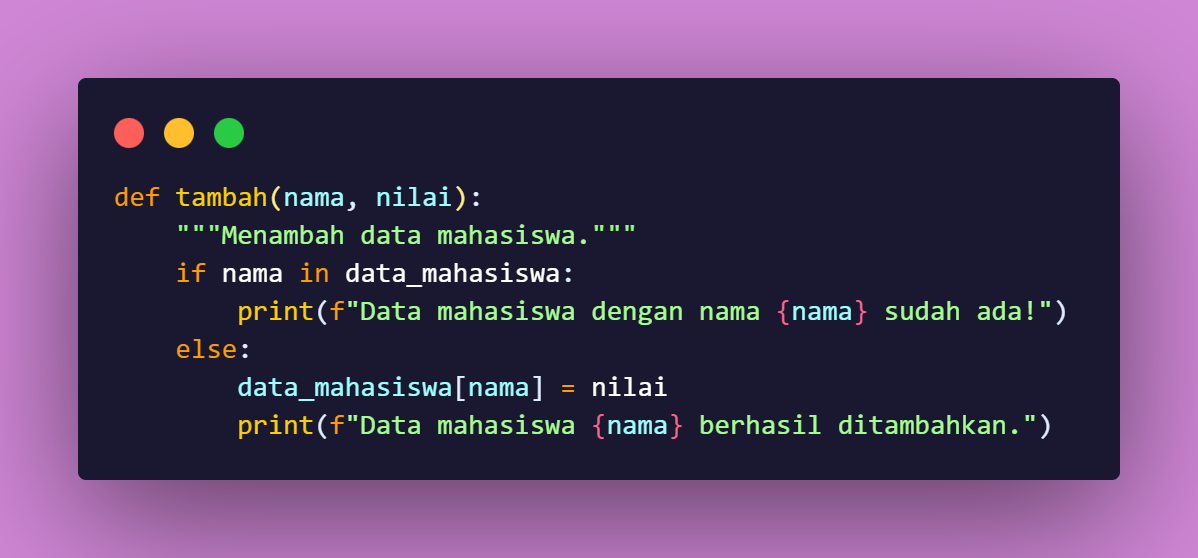 def tambah(nama, nilai):
    """Menambah data mahasiswa."""
    if nama in data_mahasiswa:
        print(f"Data mahasiswa dengan nama {nama} sudah ada!")
    else:
        data_mahasiswa[nama] = nilai
        print(f"Data mahasiswa {nama} berhasil ditambahkan.")